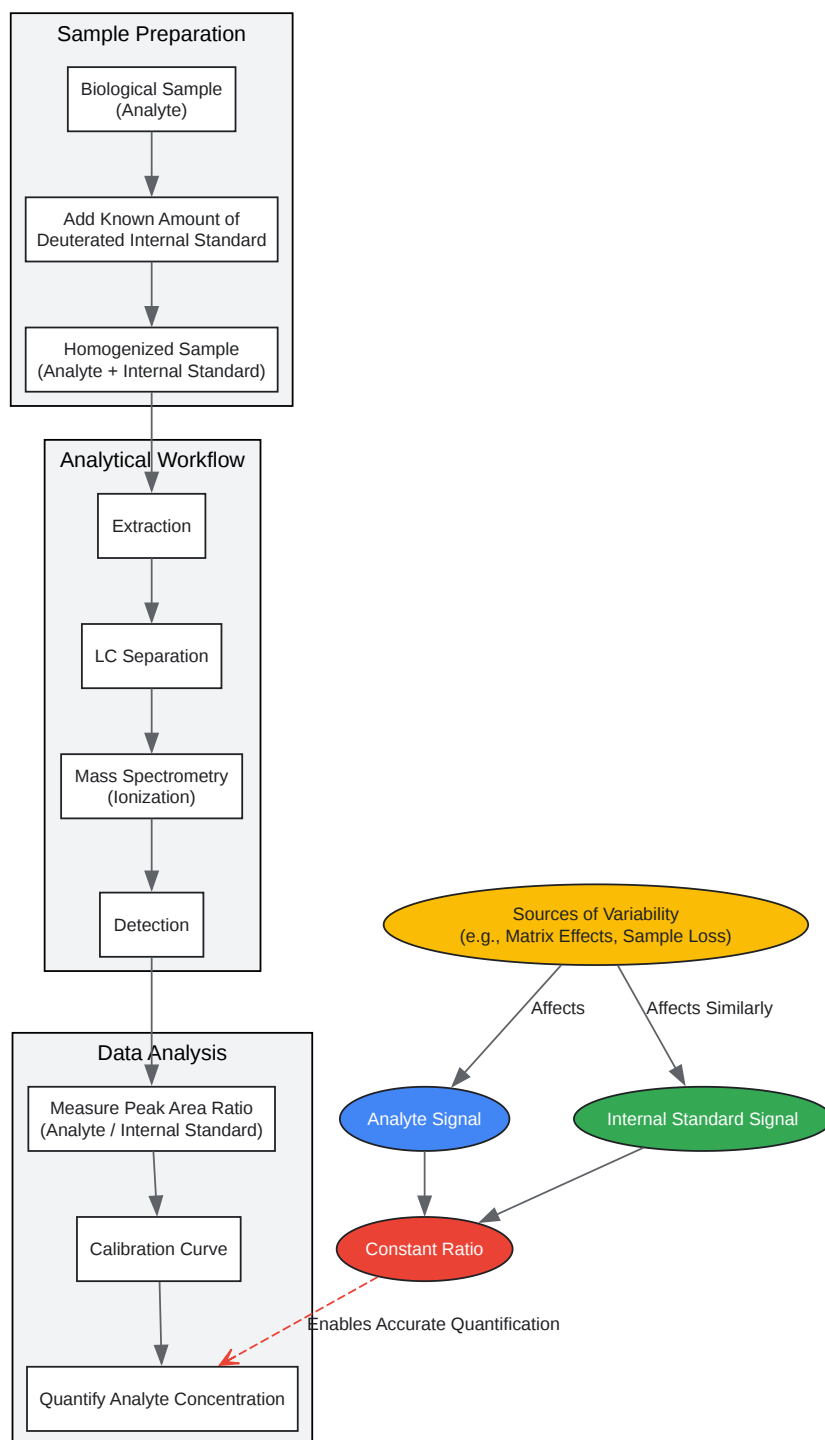 Sample Preparation
Biological Sample
(Analyte)
Add Known Amount of
Deuterated Internal Standard
Homogenized Sample
(Analyte + Internal Standard)
Analytical Workflow
Extraction
LC Separation
Mass Spectrometry
(Ionization)
Detection
Sources of Variability
(e.g., Matrix Effects, Sample Loss)
Affects
Affects Similarly
Data Analysis
Measure Peak Area Ratio
(Analyte / Internal Standard)
Analyte Signal
Internal Standard Signal
Calibration Curve
Constant Ratio
Enables Accurate Quantification
Quantify Analyte Concentration